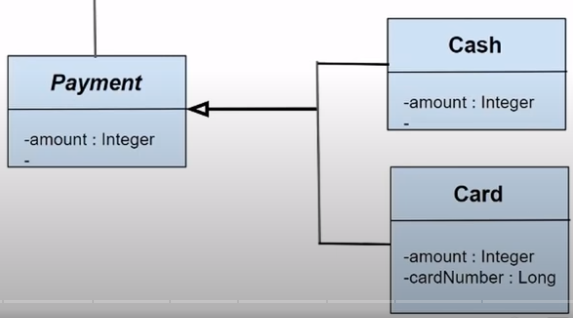 Payment
-amount : Integer
-
Cash
-amount : Integer
-
Card
-amount : Integer
-cardNumber : Long